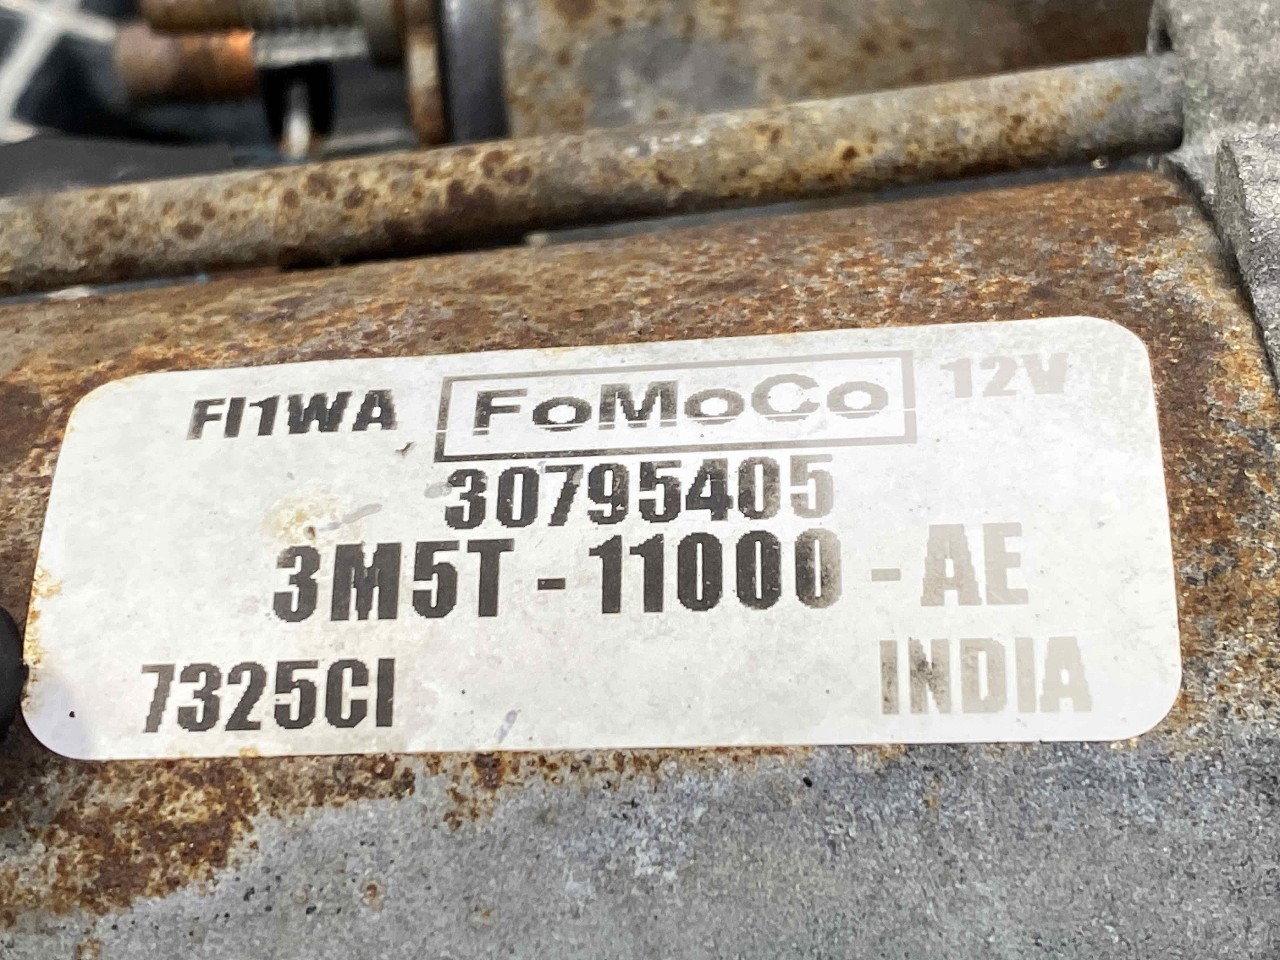 FI1WA FoMoCo 12V
30795405
3M5T-11000-AE
7325CI INDIA